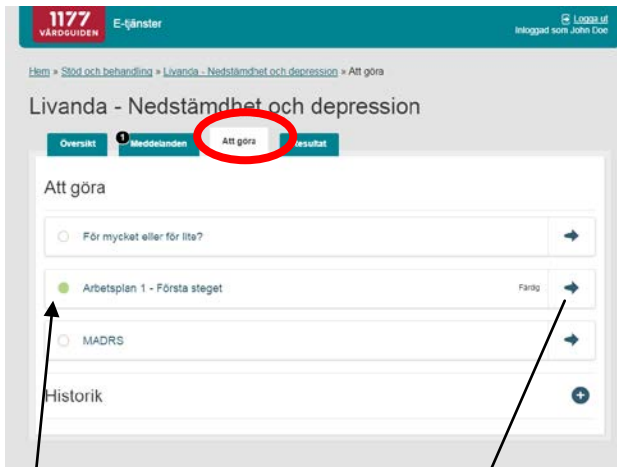 1177
VÅRDGUIDEN
E-tjänster
Logga ut
Inloggad som John Doe
Hem » Stöd och behandling » Livanda - Nedstämdhet och depression » Att göra
Livanda - Nedstämdhet och depression
Översikt
1 Meddelanden
Att göra
Resultat
Att göra
För mycket eller för lite?
Arbetsplan 1 - Första steget
Färdig
MADRS
Historik